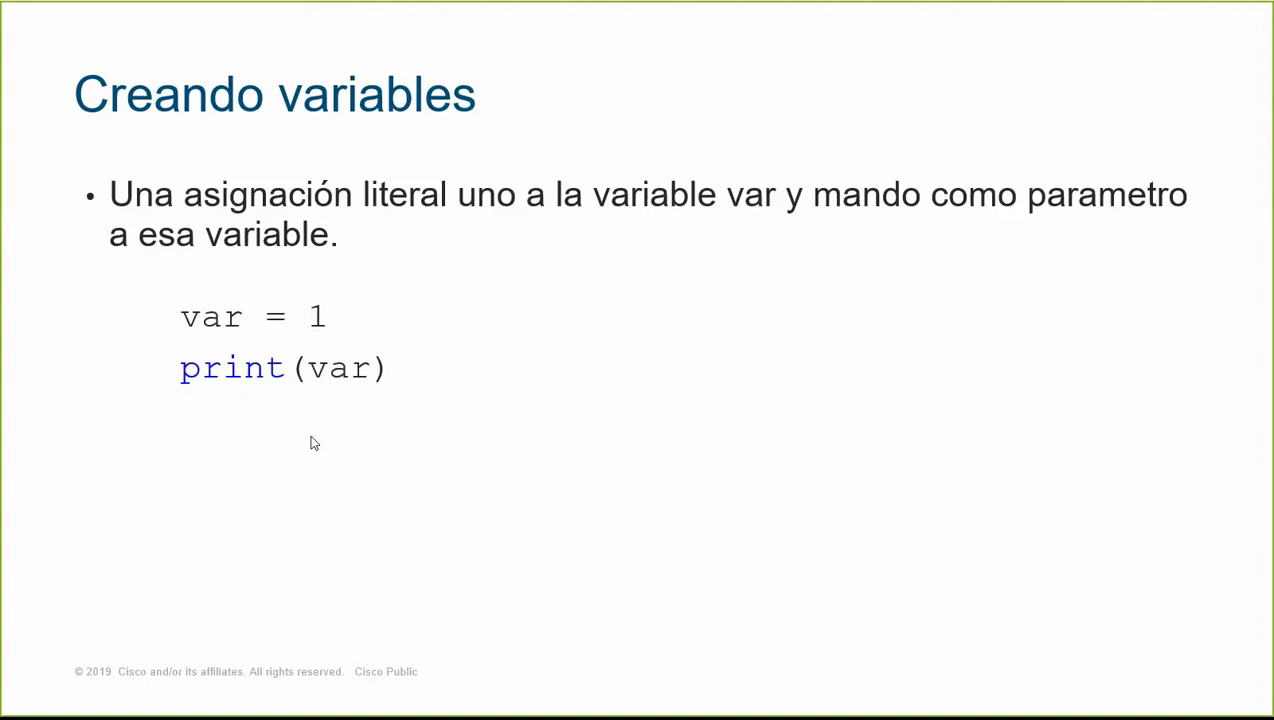 Creando variables
• Una asignación literal uno a la variable var y mando como parametro
a esa variable.
var = 1
print(var)
© 2019 Cisco and/or its affiliates. All rights reserved. Cisco Public